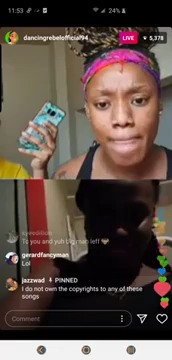 11:53
24%
dancingrebelofficial94
LIVE
5,378
To you and yuh big man left
gerardfancyman
Lol
jazzwad PINNED
I do not own the copyrights to any of these
songs
Comment